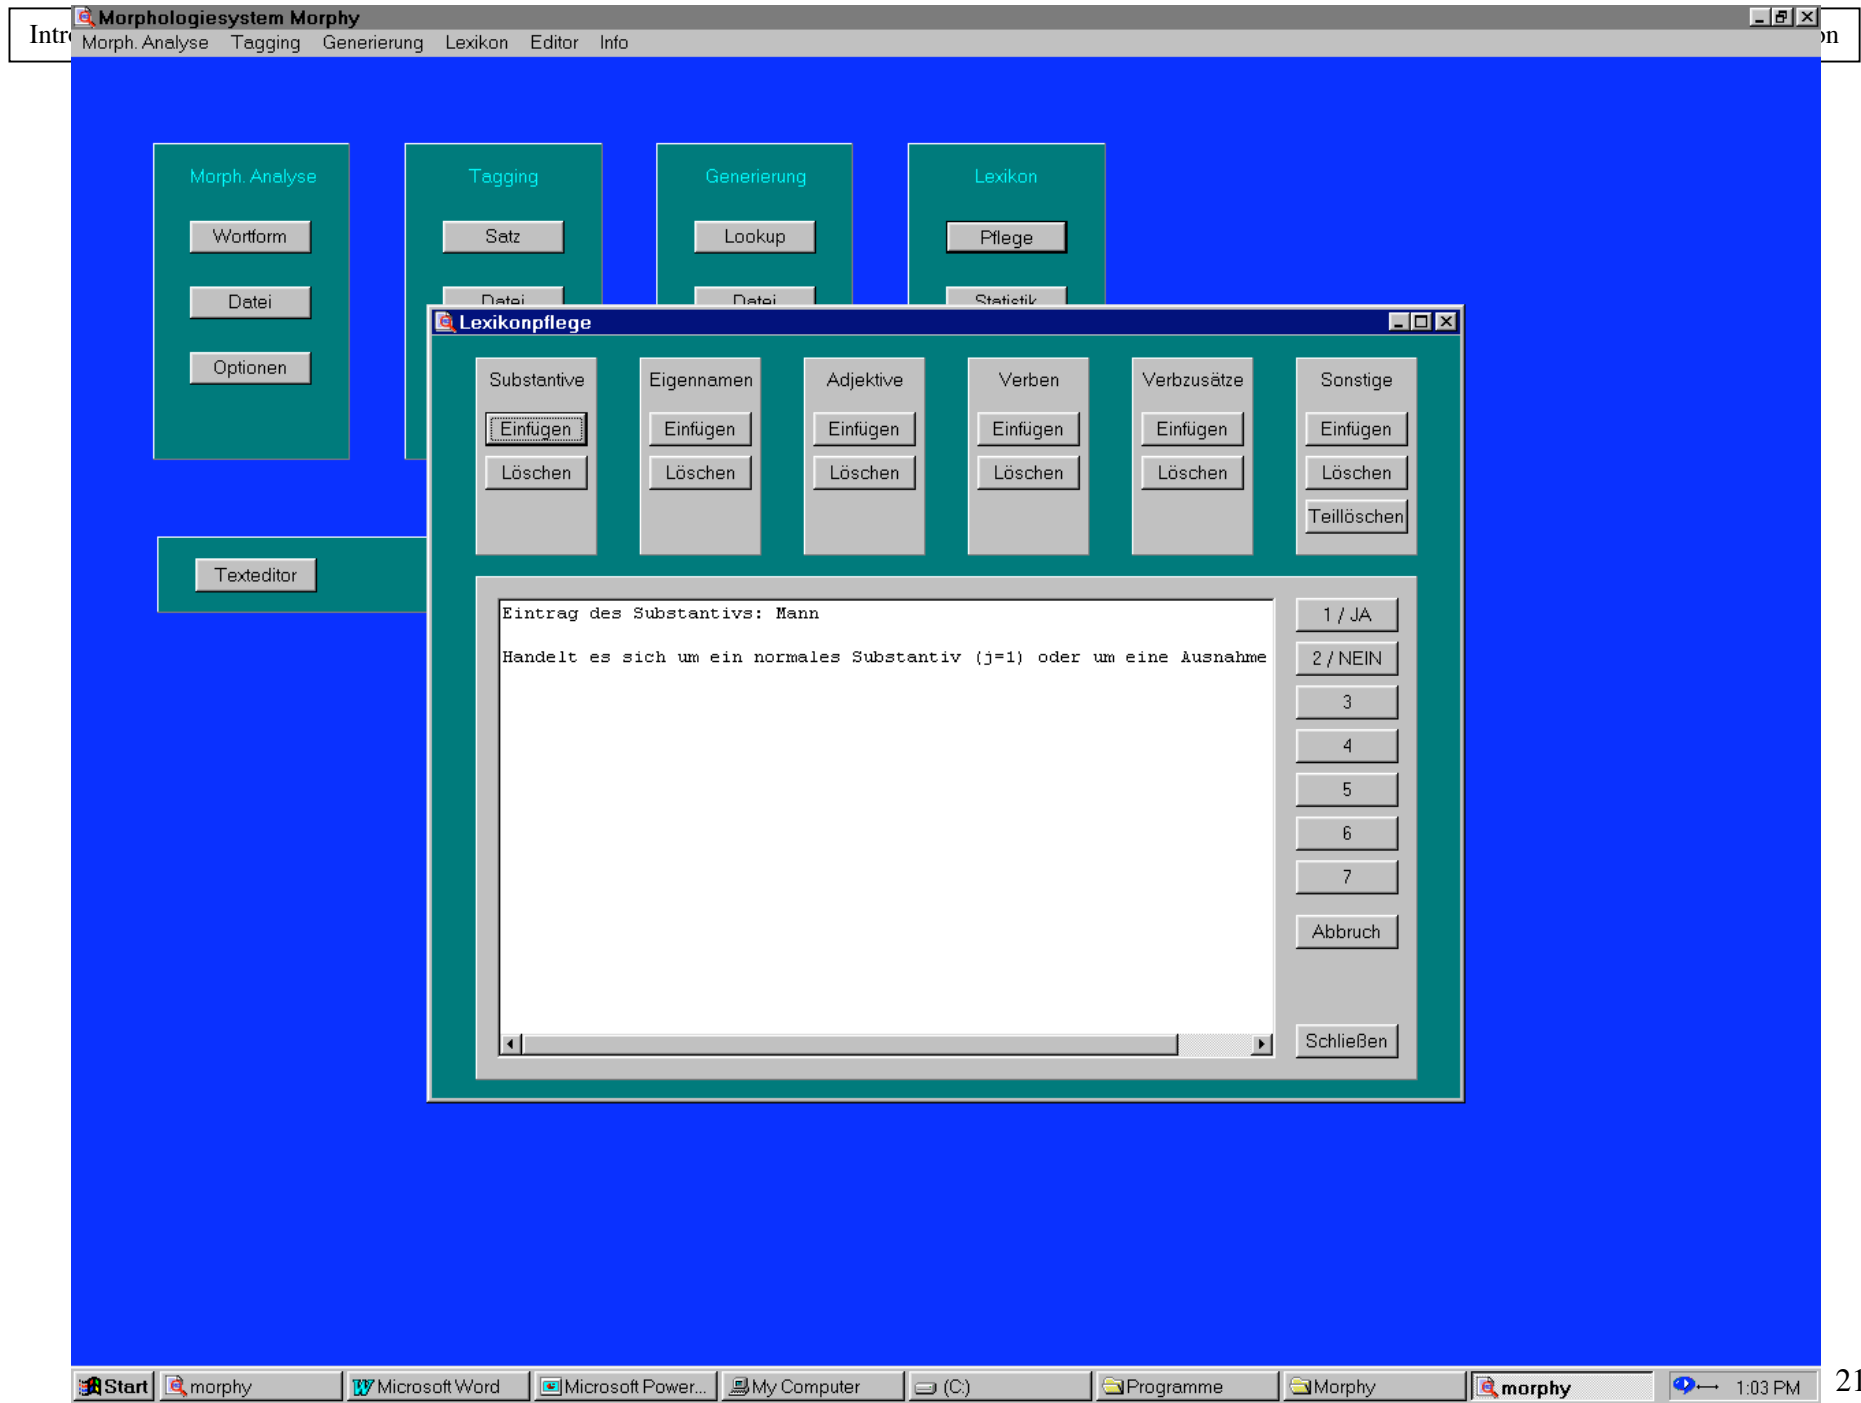 Morphologiesystem Morphy
Intr
on
Morph. Analyse Tagging Generierung Lexikon Editor Info
Morph. Analyse Tagging Generierung Lexikon
Wortform Satz Lookup Pflege
Datei Datei Datei Statistik
Optionen
Texteditor
Lexikonpflege
Substantive Eigennamen Adjektive Verben Verbzusätze Sonstige
Einfügen Einfügen Einfügen Einfügen Einfügen Einfügen
Löschen Löschen Löschen Löschen Löschen Löschen
Teillöschen
Eintrag des Substantivs: Mann
Handelt es sich um ein normales Substantiv (j=1) oder um eine Ausnahme
1 / JA
2 / NEIN
3
4
5
6
7
Abbruch
Schließen
Start morphy Microsoft Word Microsoft Power... My Computer (C:) Programme Morphy morphy 1:03 PM
21